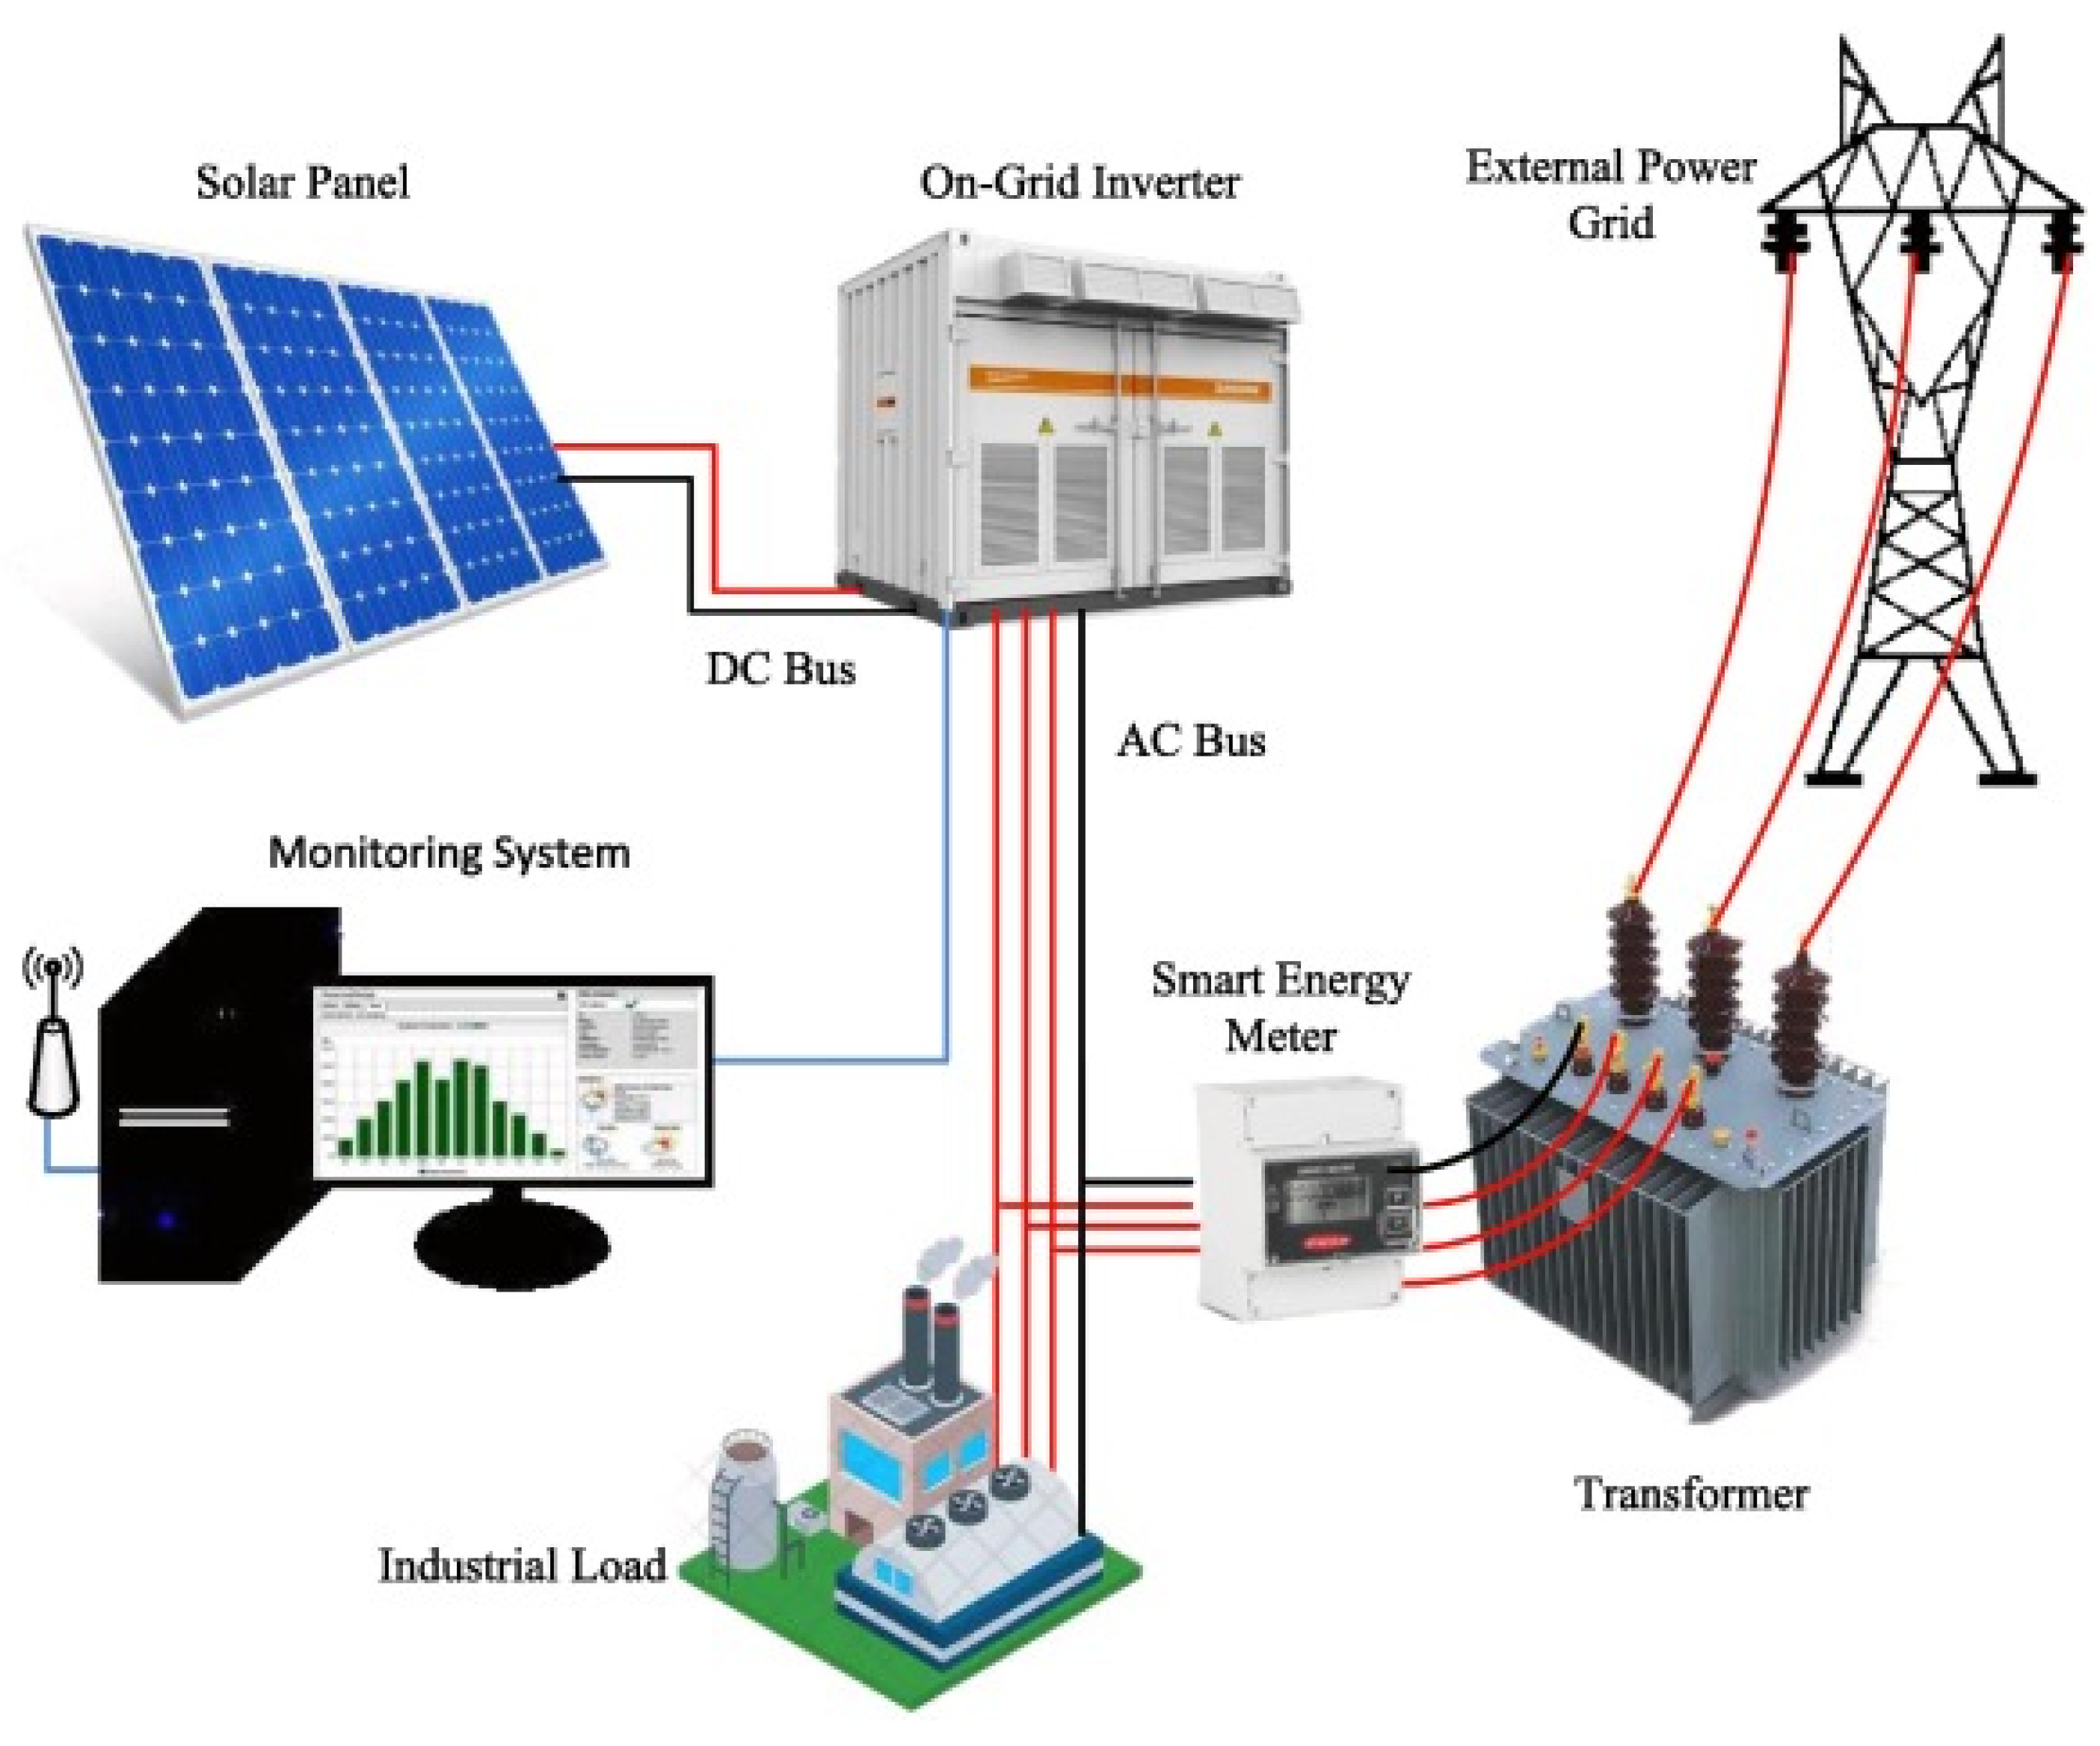 Solar Panel
On-Grid Inverter
External Power
Grid
DC Bus
AC Bus
Monitoring System
Smart Energy
Meter
Transformer
Industrial Load